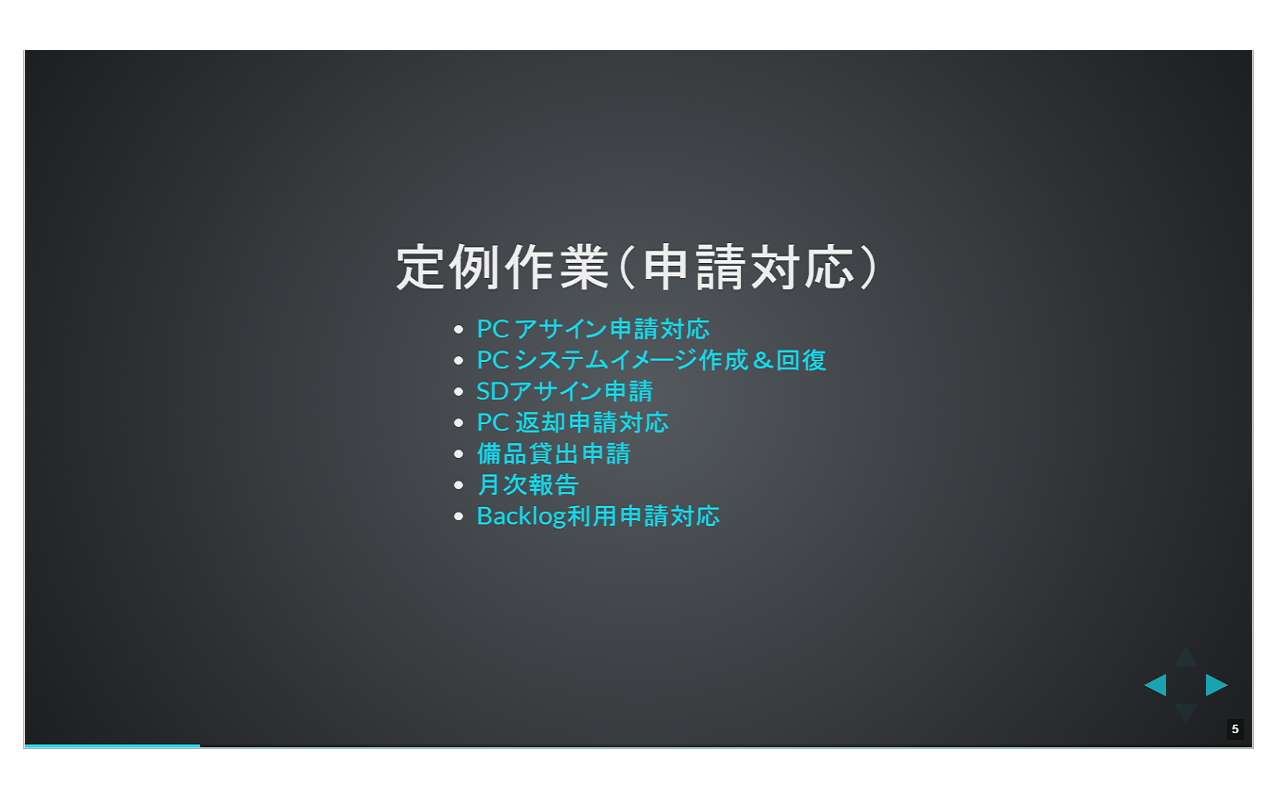 定例作業（申請対応）
PC アサイン申請対応
PC システムイメージ作成＆回復
SDアサイン申請
PC 返却申請対応
備品貸出申請
月次報告
Backlog利用申請対応
5